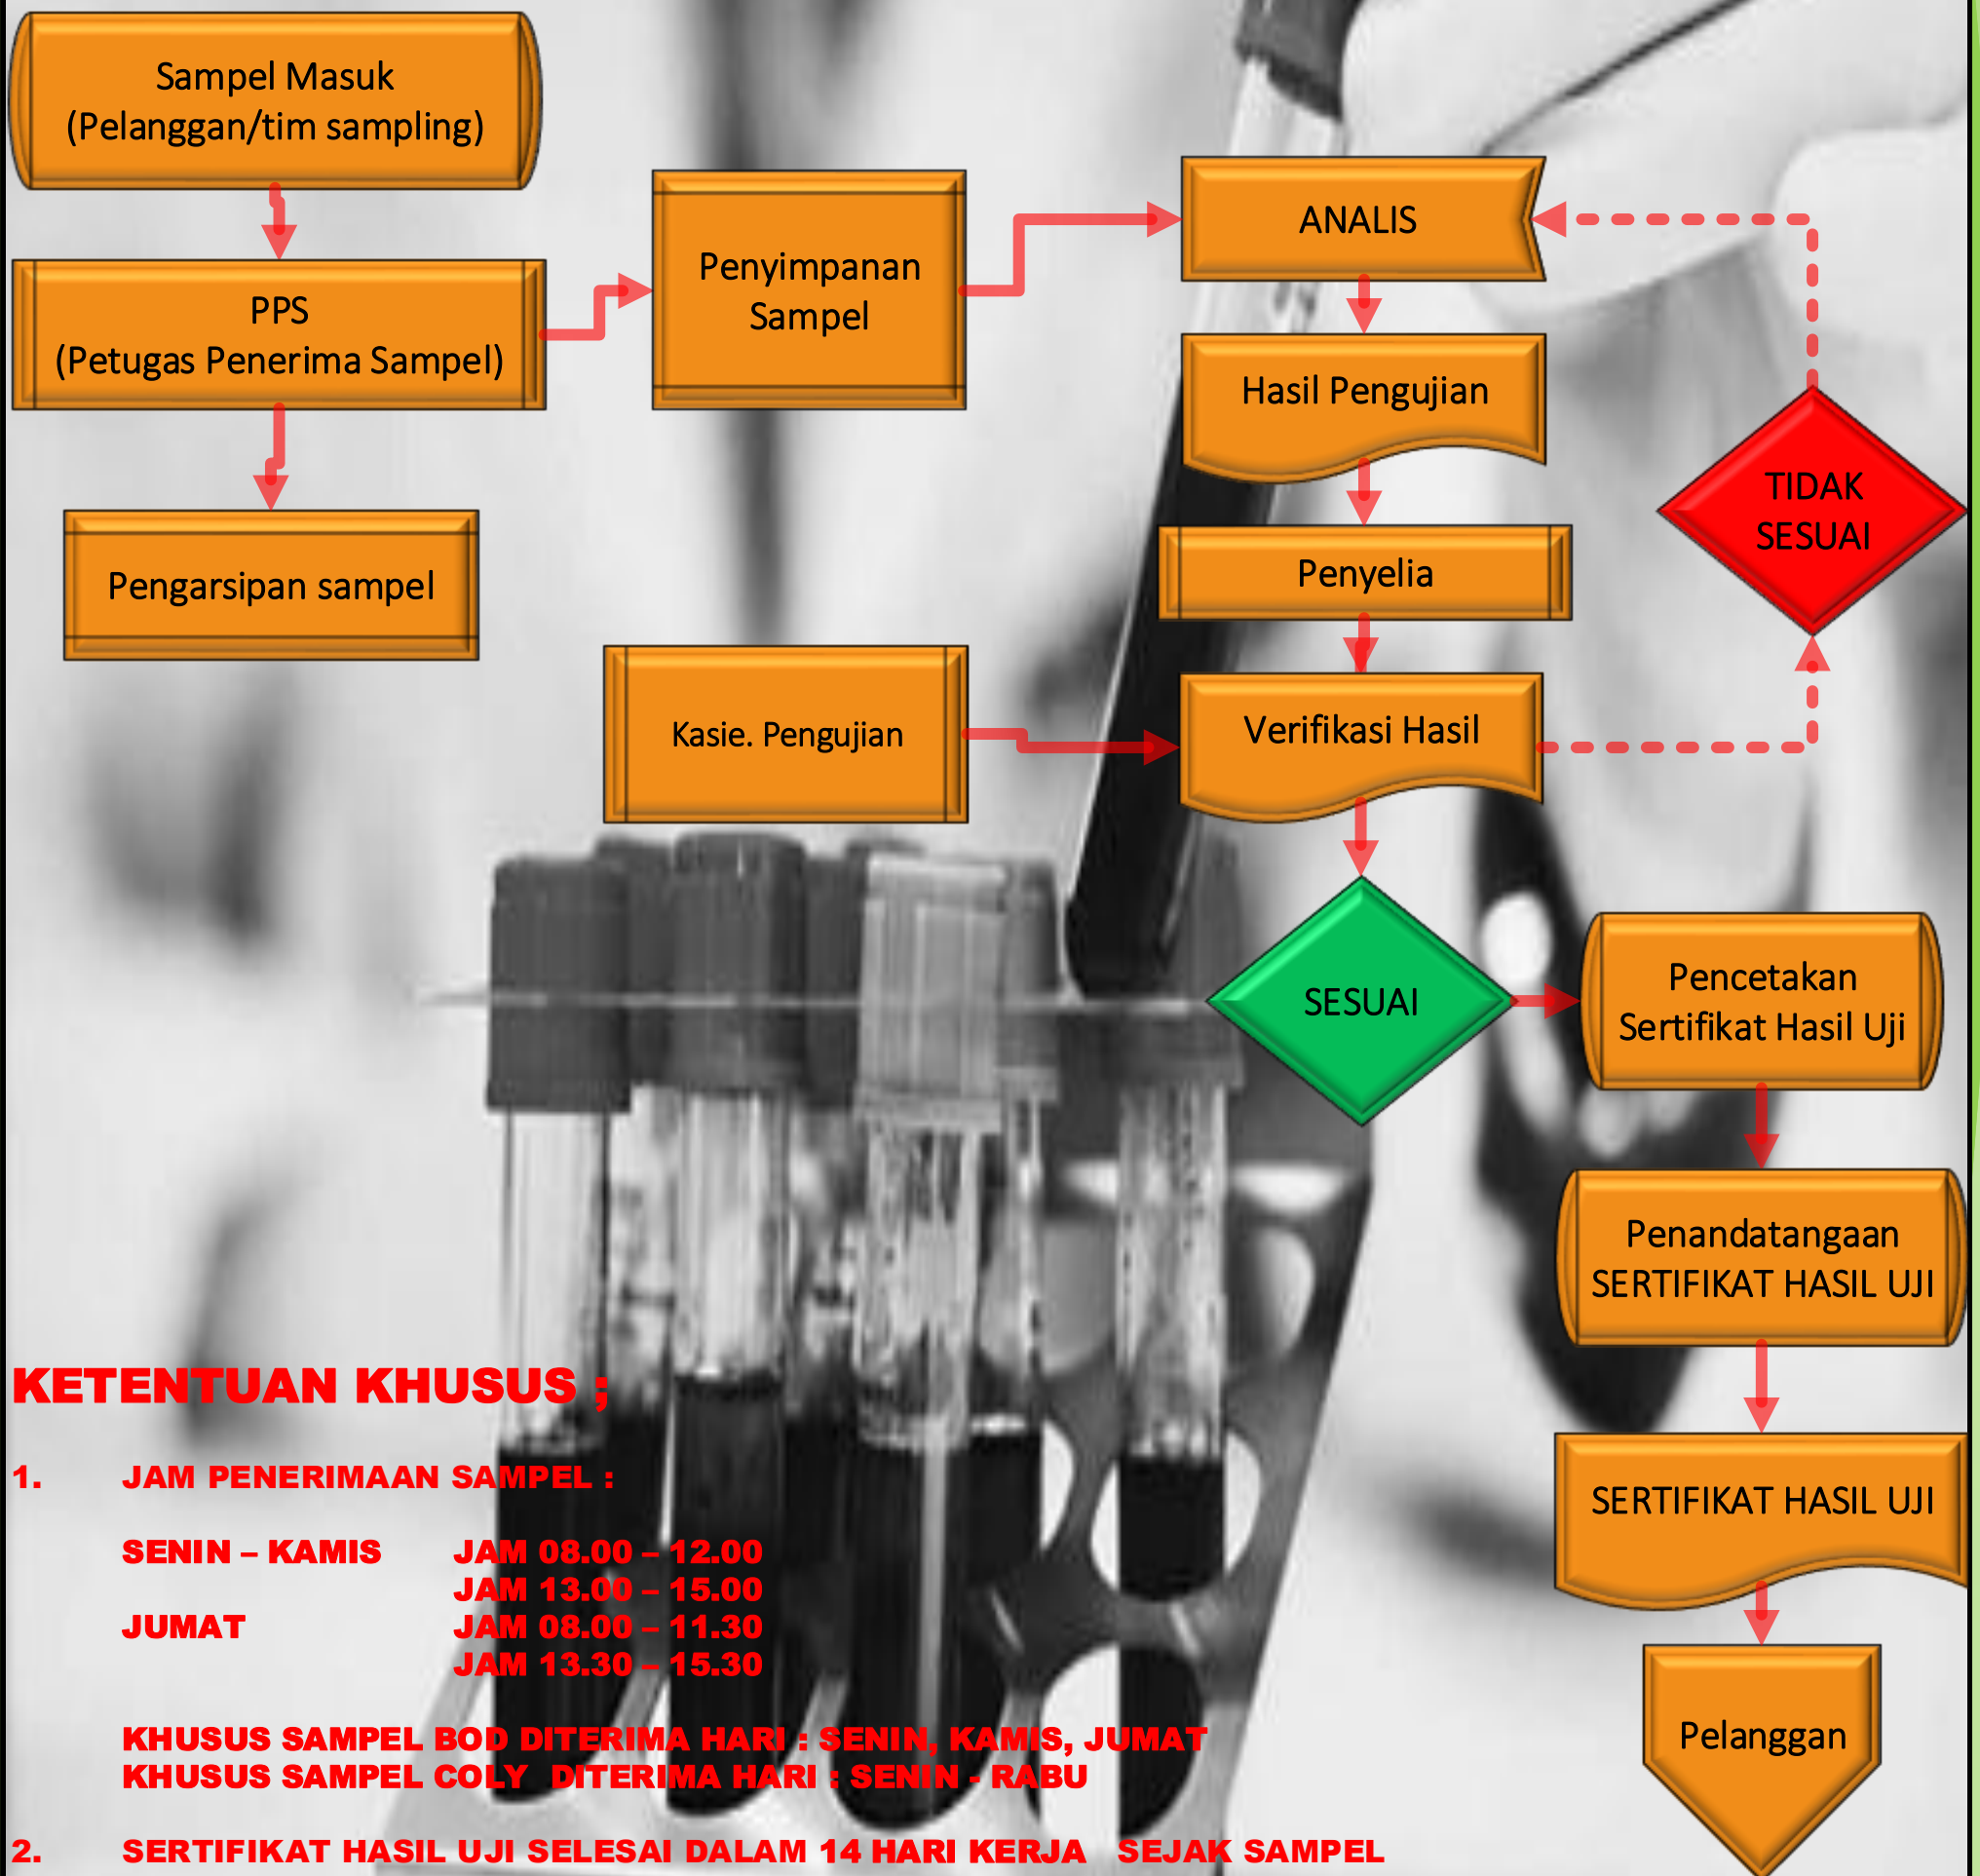 Sampel Masuk
(Pelanggan/tim sampling)
PPS
(Petugas Penerima Sampel)
Pengarsipan sampel
Penyimpanan
Sampel
ANALIS
Hasil Pengujian
Penyelia
Kasie. Pengujian
Verifikasi Hasil
TIDAK
SESUAI
SESUAI
Pencetakan
Sertifikat Hasil Uji
Penandatangaan
SERTIFIKAT HASIL UJI
SERTIFIKAT HASIL UJI
Pelanggan
KETENTUAN KHUSUS ;
1. JAM PENERIMAAN SAMPEL :
SENIN – KAMIS JAM 08.00 – 12.00
JAM 13.00 – 15.00
JUMAT JAM 08.00 – 11.30
JAM 13.30 – 15.30
KHUSUS SAMPEL BOD DITERIMA HARI : SENIN, KAMIS, JUMAT
KHUSUS SAMPEL COLY DITERIMA HARI : SENIN - RABU
2. SERTIFIKAT HASIL UJI SELESAI DALAM 14 HARI KERJA SEJAK SAMPEL